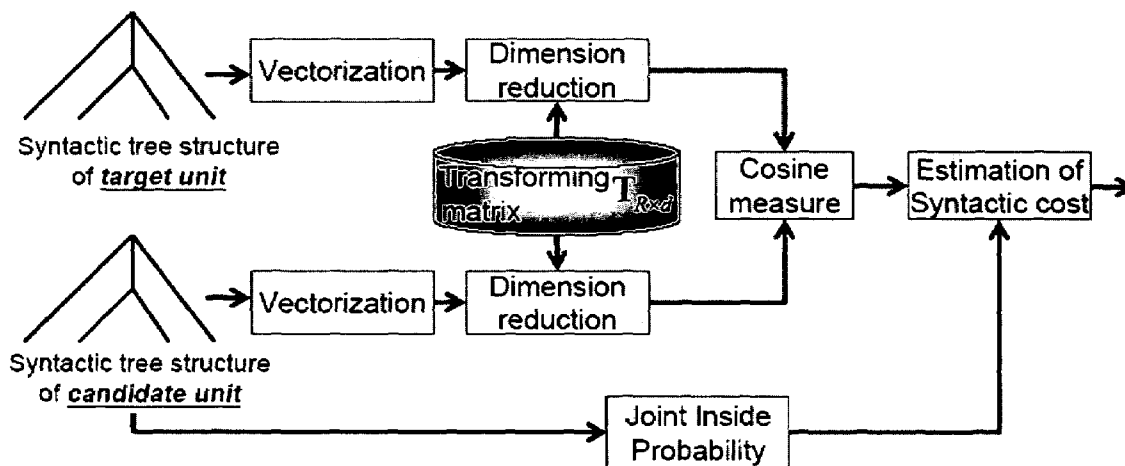 Vectorization
Dimension
reduction
Syntactic tree structure
of target unit
Transforming
matrix
T_{R×d}
Cosine
measure
Estimation of
Syntactic cost
Vectorization
Dimension
reduction
Syntactic tree structure
of candidate unit
Joint Inside
Probability